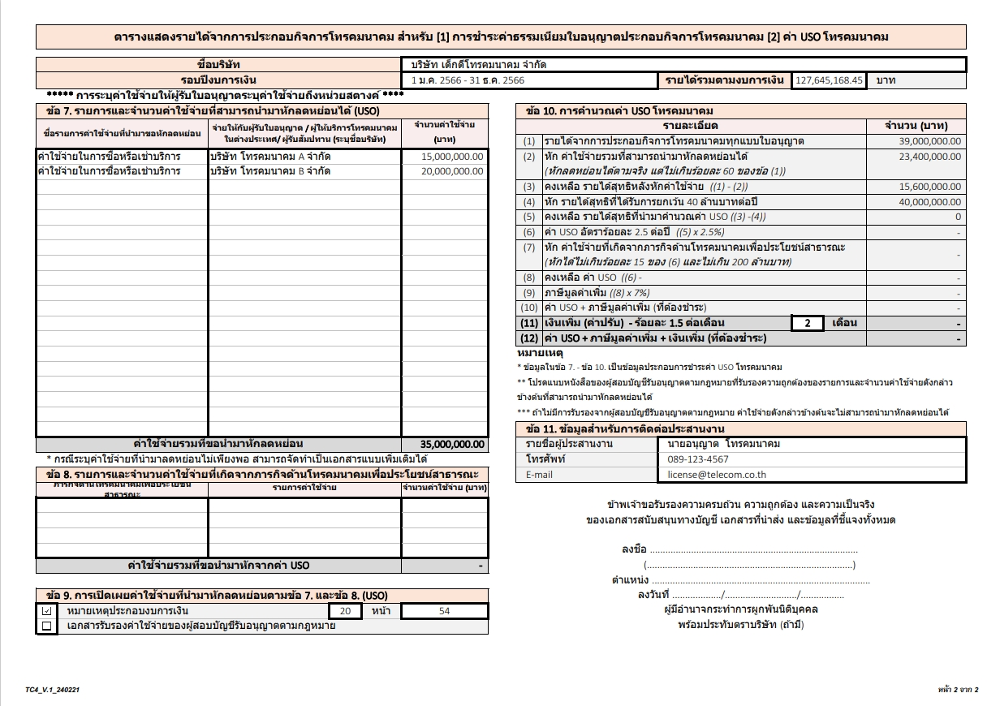 ตารางแสดงรายได้จากการประกอบกิจการโทรคมนาคม สำหรับ [1] การชำระค่าธรรมเนียมใบอนุญาตประกอบกิจการโทรคมนาคม [2] ค่า USO โทรคมนาคม
ชื่อบริษัท บริษัท เด็กดีโทรคมนาคม จำกัด
รอบปีงบการเงิน 1 ม.ค. 2566 - 31 ธ.ค. 2566 รายได้รวมตามงบการเงิน 127,645,168.45 บาท
***** การระบุค่าใช้จ่ายให้ผู้รับใบอนุญาตระบุค่าใช้จ่ายถึงหน่วยสตางค์ ****
ข้อ 7. รายการและจำนวนค่าใช้จ่ายที่สามารถนำมาหักลดหย่อนได้ (USO)
ชื่อรายการค่าใช้จ่ายที่นำมาขอหักลดหย่อน
จ่ายให้กับผู้รับใบอนุญาต / ผู้ให้บริการโทรคมนาคม
ในต่างประเทศ/ ผู้รับสัมปทาน (ระบุชื่อบริษัท)
จำนวนค่าใช้จ่าย
(บาท)
ค่าใช้จ่ายในการซื้อหรือเช่าบริการ บริษัท โทรคมนาคม A จำกัด 15,000,000.00
ค่าใช้จ่ายในการซื้อหรือเช่าบริการ บริษัท โทรคมนาคม B จำกัด 20,000,000.00
ค่าใช้จ่ายรวมที่ขอนำมาหักลดหย่อน 35,000,000.00
* กรณีระบุค่าใช้จ่ายที่นำมาลดหย่อนไม่เพียงพอ สามารถจัดทำเป็นเอกสารแนบเพิ่มเติมได้
ข้อ 8. รายการและจำนวนค่าใช้จ่ายที่เกิดจากภารกิจด้านโทรคมนาคมเพื่อประโยชน์สาธารณะ
ภารกิจด้านโทรคมนาคมเพื่อประโยชน์
สาธารณะ
รายการค่าใช้จ่าย จำนวนค่าใช้จ่าย (บาท)
ค่าใช้จ่ายรวมที่ขอนำมาหักจากค่า USO -
ข้อ 9. การเปิดเผยค่าใช้จ่ายที่นำมาหักลดหย่อนตามข้อ 7. และข้อ 8. (USO)
หมายเหตุประกอบงบการเงิน 20 หน้า 54
เอกสารรับรองค่าใช้จ่ายของผู้สอบบัญชีรับอนุญาตตามกฎหมาย
ข้อ 10. การคำนวณค่า USO โทรคมนาคม
รายละเอียด จำนวน (บาท)
(1) รายได้จากการประกอบกิจการโทรคมนาคมทุกแบบใบอนุญาต 39,000,000.00
(2) หัก ค่าใช้จ่ายรวมที่สามารถนำมาหักลดหย่อนได้ 23,400,000.00
(หักลดหย่อนได้ตามจริง แต่ไม่เกินร้อยละ 60 ของข้อ (1))
(3) คงเหลือ รายได้สุทธิหลังหักค่าใช้จ่าย ((1) - (2)) 15,600,000.00
(4) หัก รายได้สุทธิที่ได้รับการยกเว้น 40 ล้านบาทต่อปี 40,000,000.00
(5) คงเหลือ รายได้สุทธิที่นำมาคำนวณค่า USO ((3) -(4)) 0
(6) ค่า USO อัตราร้อยละ 2.5 ต่อปี ((5) x 2.5%) -
(7) หัก ค่าใช้จ่ายที่เกิดจากภารกิจด้านโทรคมนาคมเพื่อประโยชน์สาธารณะ
(หักได้ไม่เกินร้อยละ 15 ของ (6) และไม่เกิน 200 ล้านบาท) -
(8) คงเหลือ ค่า USO ((6) - -
(9) ภาษีมูลค่าเพิ่ม ((8) x 7%) -
(10) ค่า USO + ภาษีมูลค่าเพิ่ม (ที่ต้องชำระ) -
(11) เงินเพิ่ม (ค่าปรับ) - ร้อยละ 1.5 ต่อเดือน 2 เดือน -
(12) ค่า USO + ภาษีมูลค่าเพิ่ม + เงินเพิ่ม (ที่ต้องชำระ) -
หมายเหตุ
* ข้อมูลในข้อ 7. - ข้อ 10. เป็นข้อมูลประกอบการชำระค่า USO โทรคมนาคม
** โปรดแนบหนังสือของผู้สอบบัญชีรับอนุญาตตามกฎหมายที่รับรองความถูกต้องของรายการและจำนวนค่าใช้จ่ายดังกล่าว
ข้างต้นที่สามารถนำมาหักลดหย่อนได้
*** ถ้าไม่มีการรับรองจากผู้สอบบัญชีรับอนุญาตตามกฎหมาย ค่าใช้จ่ายดังกล่าวข้างต้นจะไม่สามารถนำมาหักลดหย่อนได้
ข้อ 11. ข้อมูลสำหรับการติดต่อประสานงาน
รายชื่อผู้ประสานงาน นายอนุญาต โทรคมนาคม
โทรศัพท์ 089-123-4567
E-mail license@telecom.co.th
ข้าพเจ้าขอรับรองความครบถ้วน ความถูกต้อง และความเป็นจริง
ของเอกสารสนับสนุนทางบัญชี เอกสารที่นำส่ง และข้อมูลที่ชี้แจงทั้งหมด
ลงชื่อ ................................................................................
(................................................................................)
ตำแหน่ง ....................................................................................
ลงวันที่ .................../............................/.................
ผู้มีอำนาจกระทำการผูกพันนิติบุคคล
พร้อมประทับตราบริษัท (ถ้ามี)
TC4_V.1_240221 หน้า 2 จาก 2